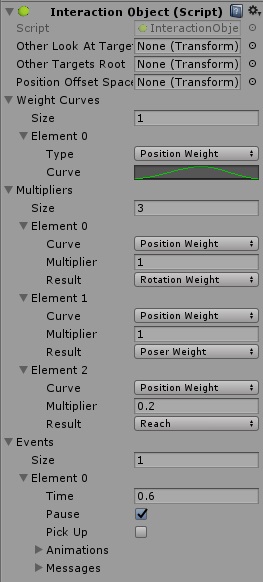 Interaction Object (Script)
Script InteractionObje
Other Look At Targe None (Transform)
Other Targets Root None (Transform)
Position Offset Space None (Transform)
Weight Curves
Size 1
Element 0
Type Position Weight
Curve
Multipliers
Size 3
Element 0
Curve Position Weight
Multiplier 1
Result Rotation Weight
Element 1
Curve Position Weight
Multiplier 1
Result Poser Weight
Element 2
Curve Position Weight
Multiplier 0.2
Result Reach
Events
Size 1
Element 0
Time 0.6
Pause
Pick Up
Animations
Messages